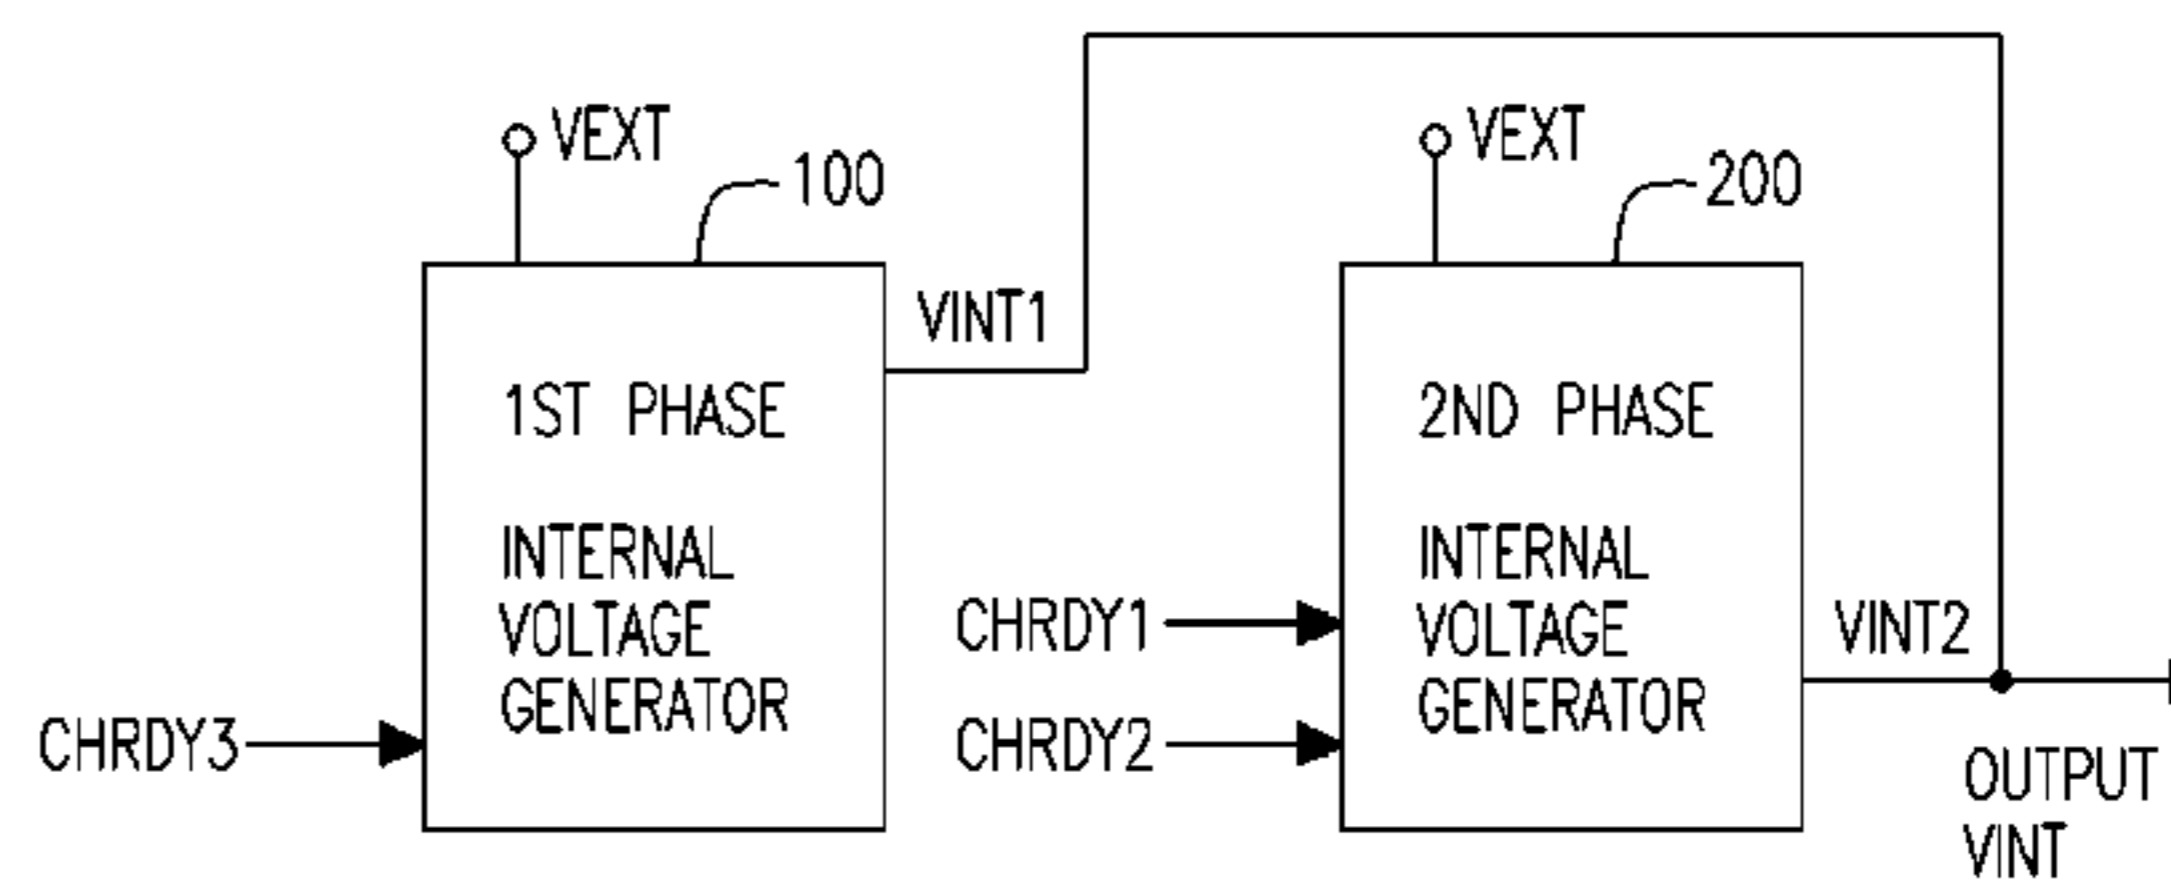 VEXT
100
VINT1
1ST PHASE
INTERNAL
VOLTAGE
GENERATOR
CHRDY3
VEXT
200
2ND PHASE
INTERNAL
VOLTAGE
GENERATOR
CHRDY1
CHRDY2
VINT2
OUTPUT
VINT